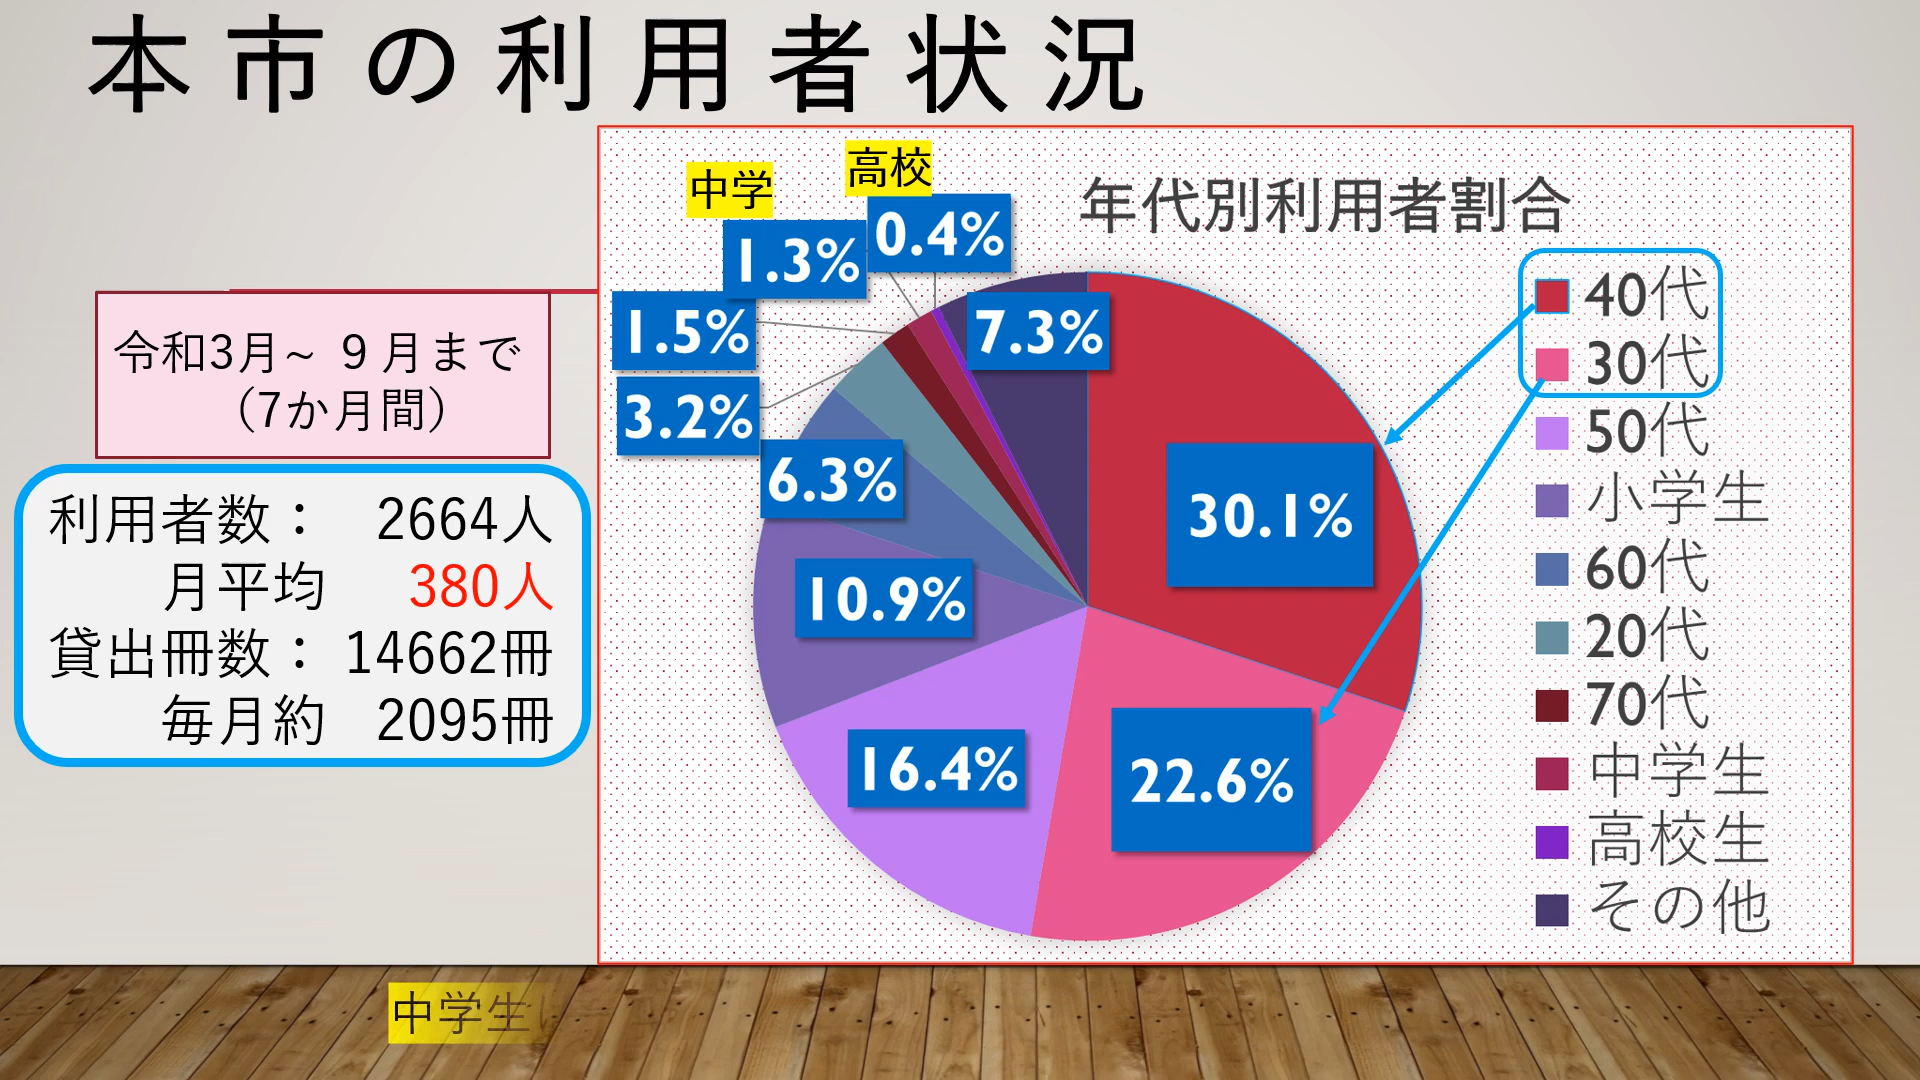 本市の利用者状況
令和3月～９月まで
（7か月間）
利用者数： 2664人
月平均 380人
貸出冊数： 14662冊
毎月約 2095冊
年代別利用者割合
中学
高校
1.3%
0.4%
1.5%
7.3%
3.2%
6.3%
30.1%
10.9%
16.4%
22.6%
40代
30代
50代
小学生
60代
20代
70代
中学生
高校生
その他
中学生